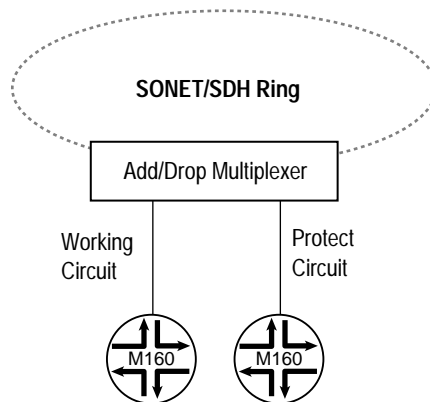 SONET/SDH Ring
Add/Drop Multiplexer
Working
Circuit
Protect
Circuit
M160
M160